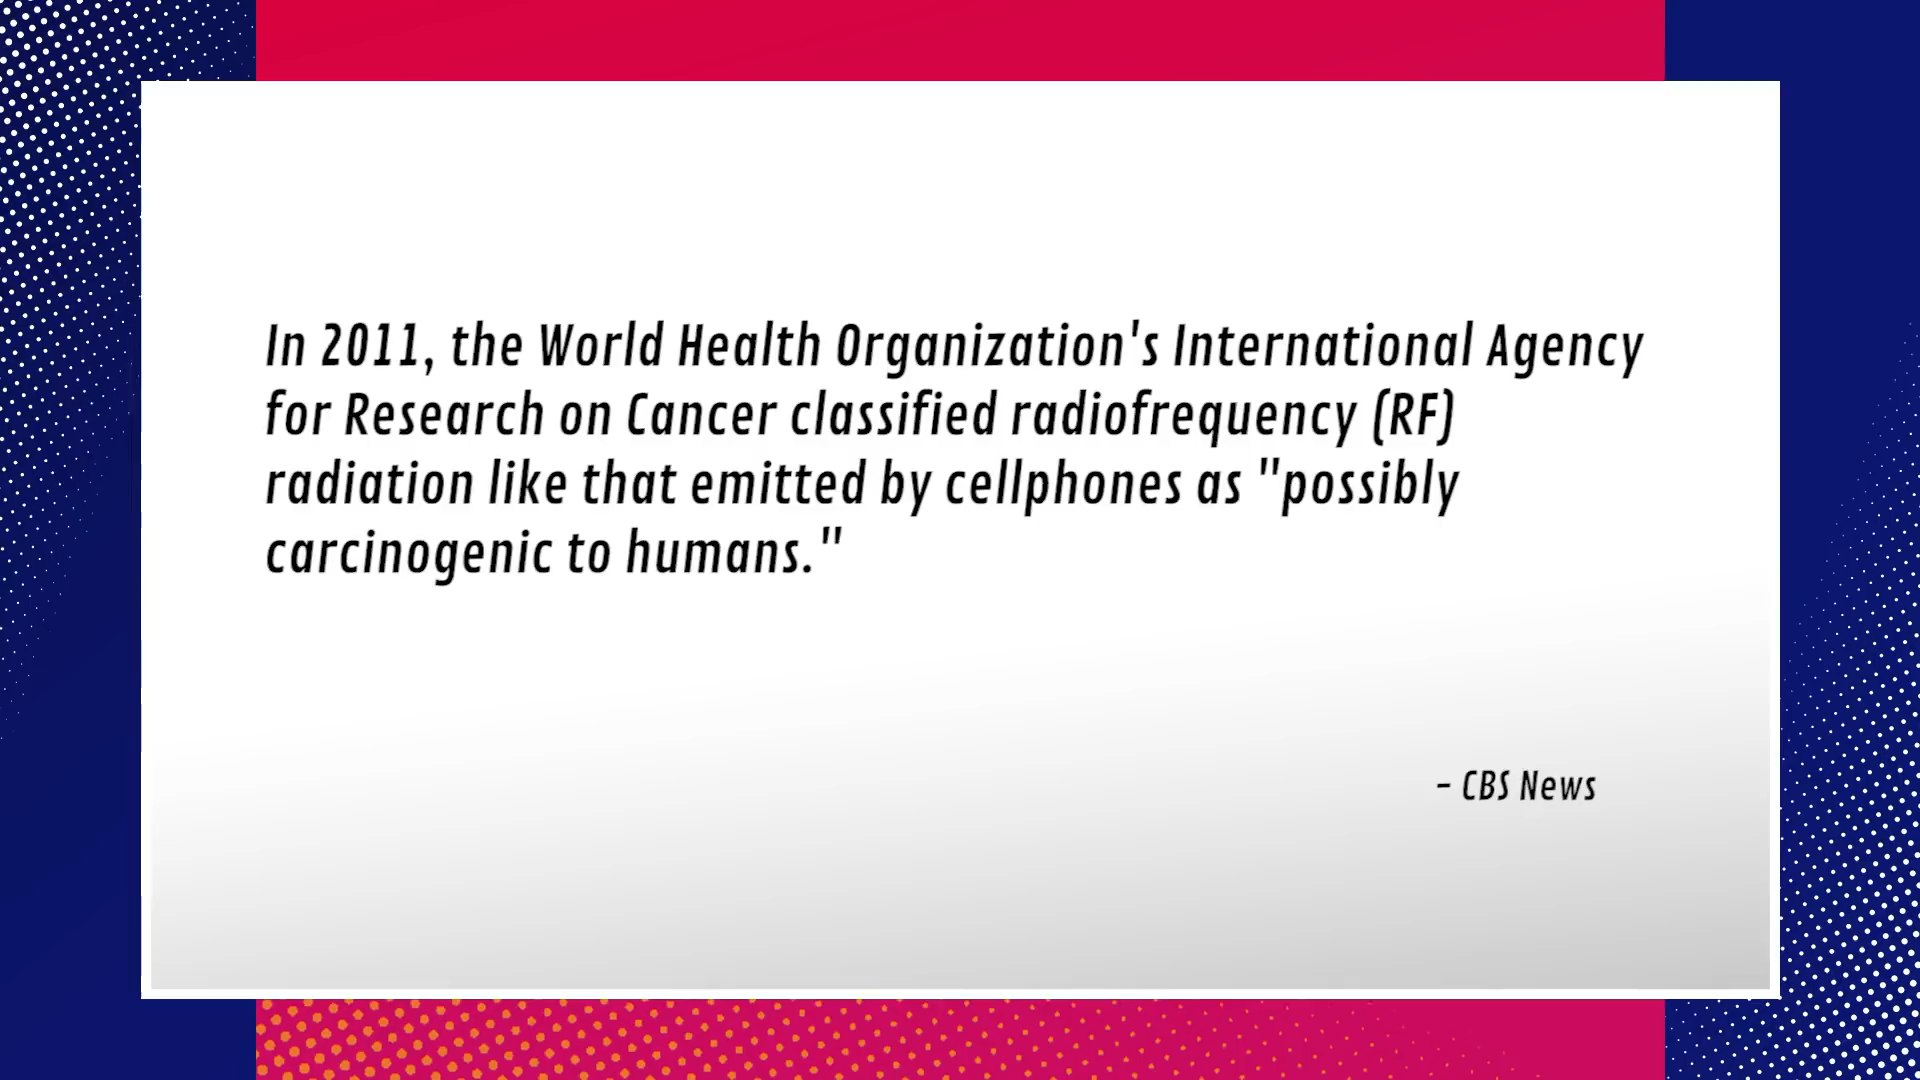 In 2011, the World Health Organization's International Agency
for Research on Cancer classified radiofrequency (RF)
radiation like that emitted by cellphones as "possibly
carcinogenic to humans."
- CBS News